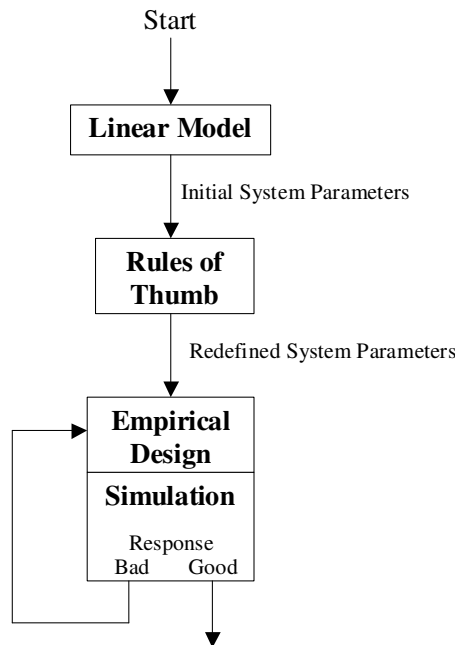 Start
Linear Model
Initial System Parameters
Rules of
Thumb
Redefined System Parameters
Empirical
Design
Simulation
Response
Bad Good